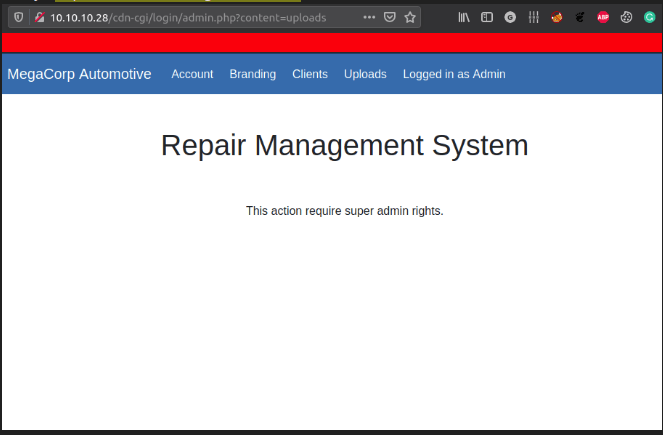 10.10.10.28/cdn-cgi/login/admin.php?content=uploads
ABP
MegaCorp Automotive Account Branding Clients Uploads Logged in as Admin
Repair Management System
This action require super admin rights.